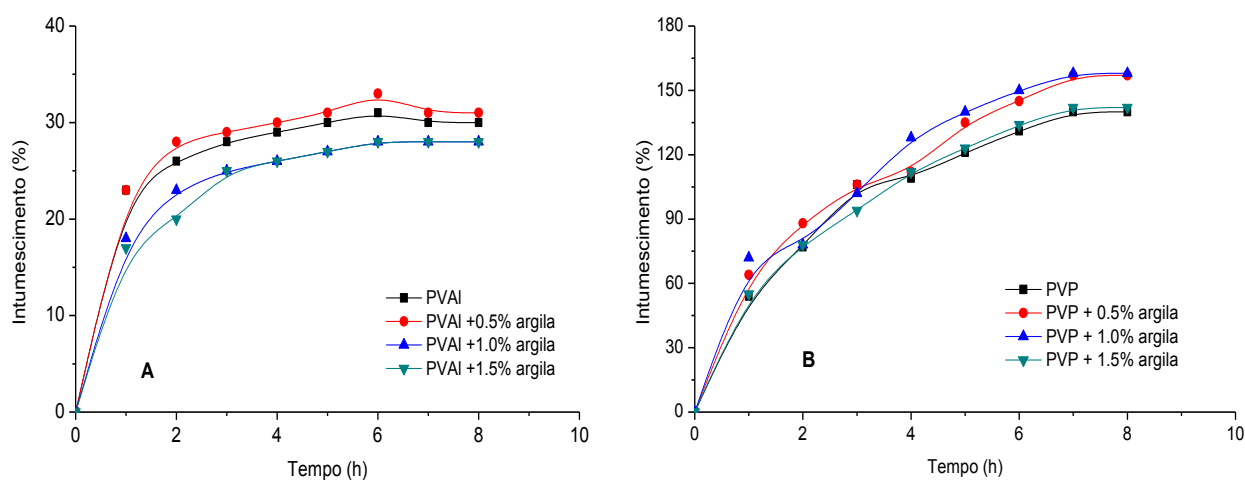 40
30
20
10
0
Intumescimento (%)
0
2
4
6
8
10
Tempo (h)
PVAl
PVAl +0.5% argila
PVAl +1.0% argila
PVAl +1.5% argila
A
180
150
120
90
60
30
0
Intumescimento (%)
0
2
4
6
8
10
Tempo (h)
PVP
PVP + 0.5% argila
PVP + 1.0% argila
PVP + 1.5% argila
B